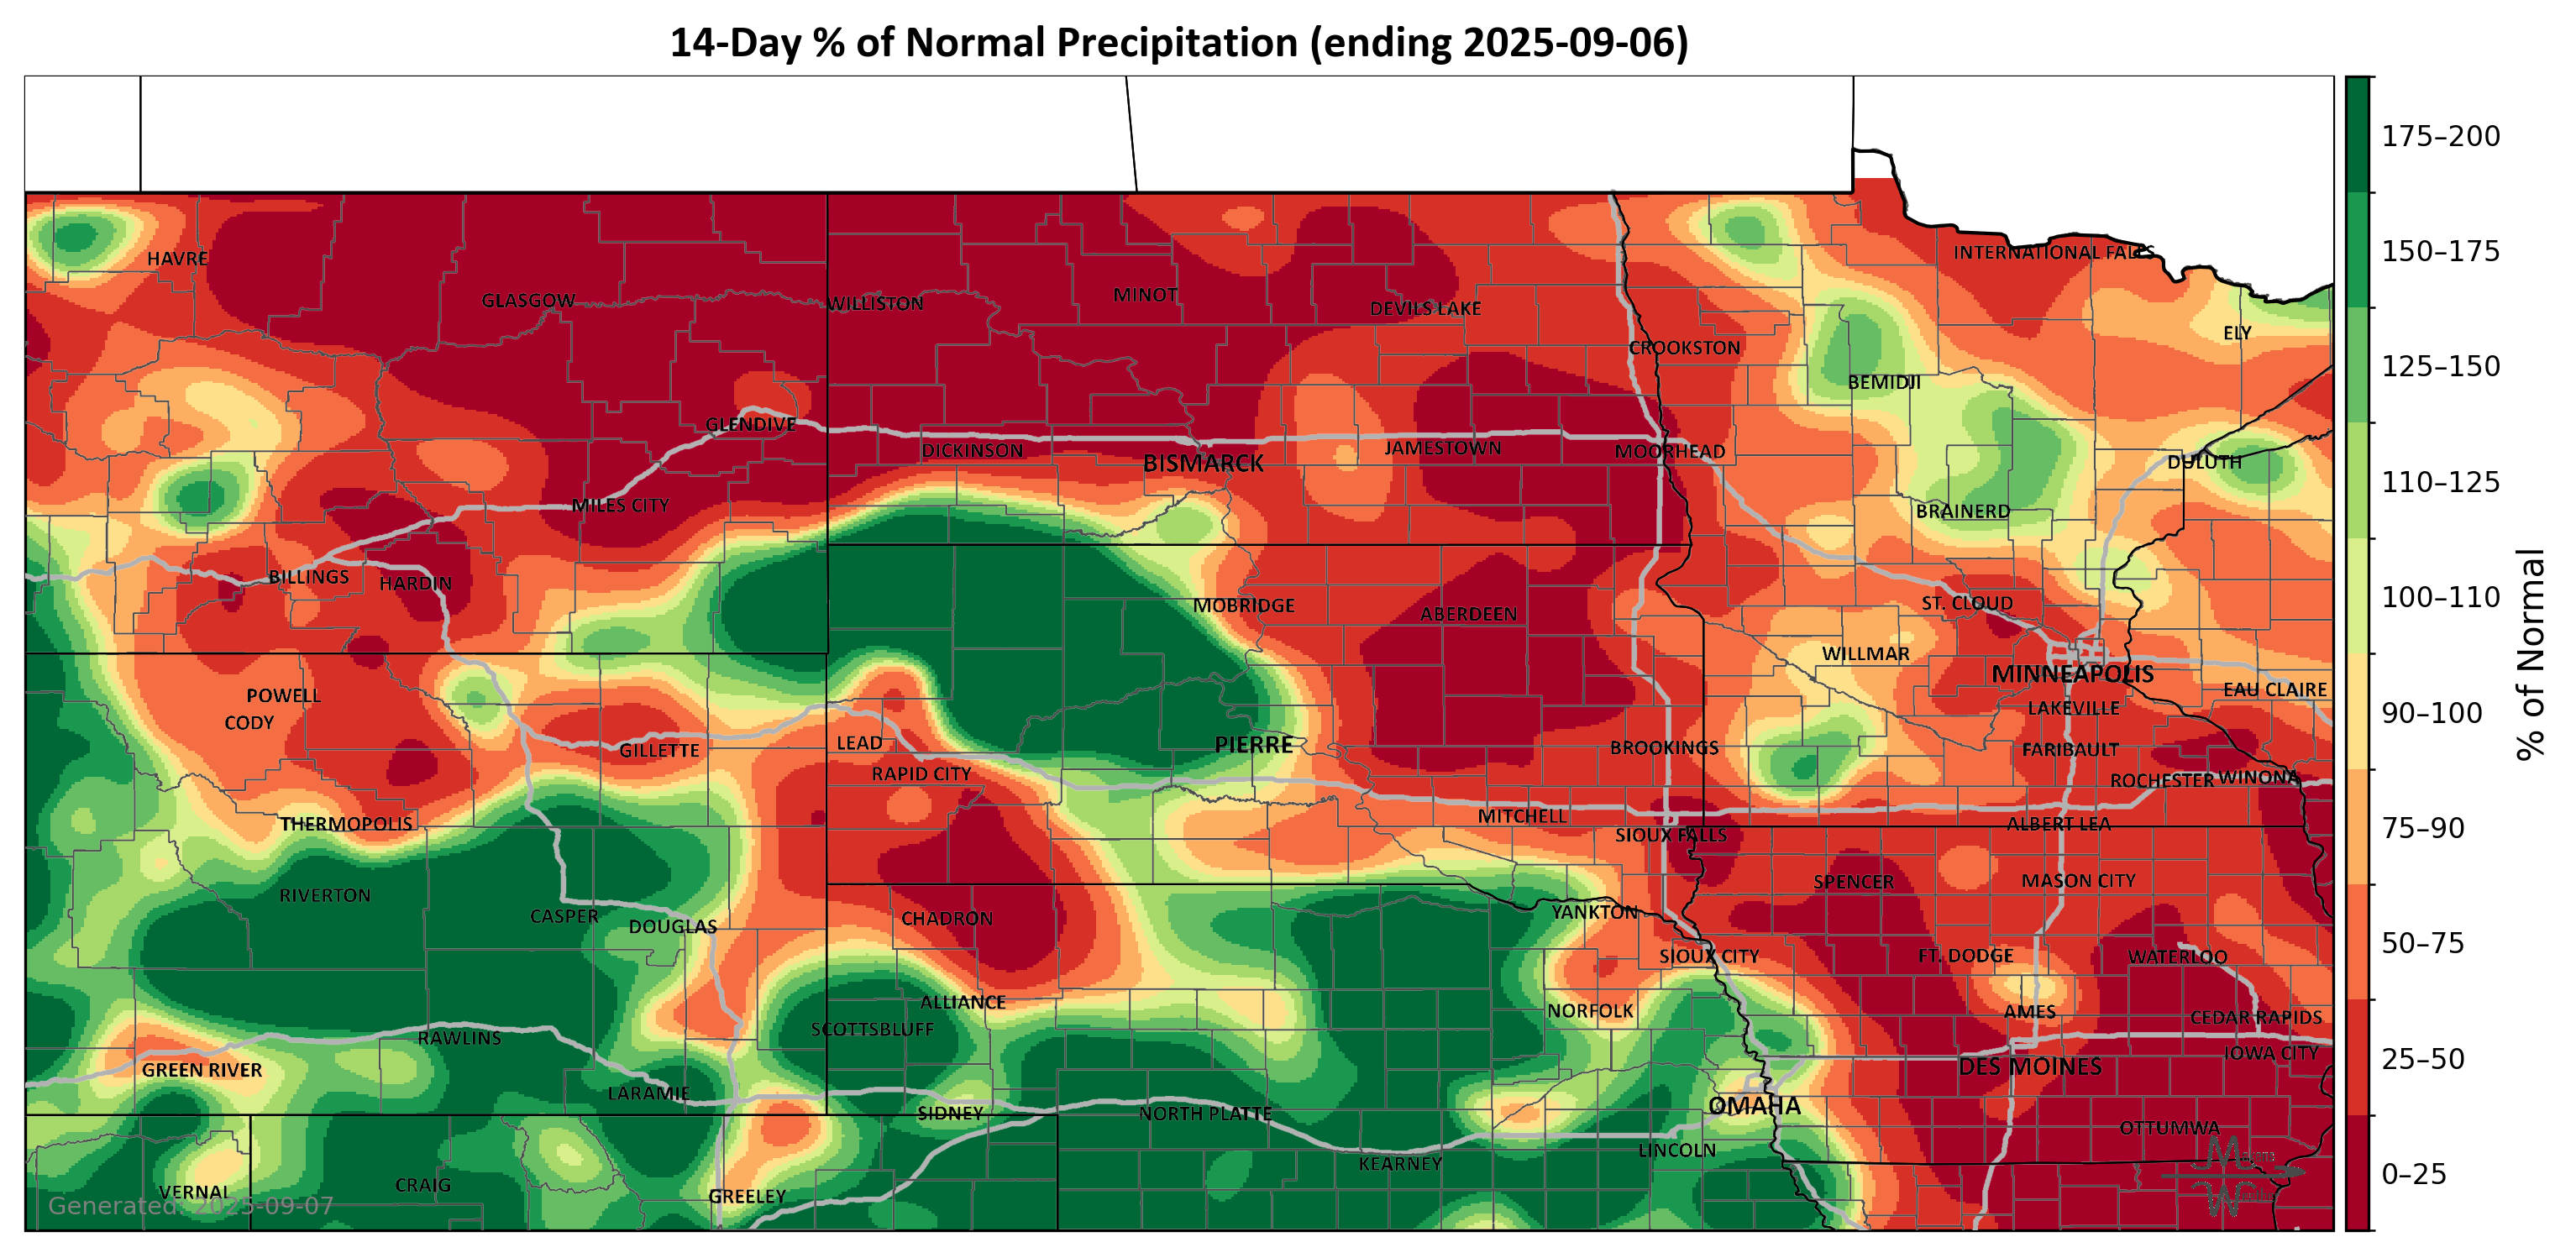 14-Day % of Normal Precipitation (ending 2025-09-06)
HAVRE
INTERNATIONAL FALLS
GLASGOW
WILLISTON
MINOT
DEVILS LAKE
ELY
CROOKSTON
BEMIDJI
GLENDIVE
DICKINSON
BISMARCK
JAMESTOWN
MOORHEAD
DULUTH
MILES CITY
BRAINERD
BILLINGS
HARDIN
MOBRIDGE
ABERDEEN
ST. CLOUD
WILLMAR
MINNEAPOLIS
POWELL
CODY
EAU CLAIRE
LAKEVILLE
GILLETTE
LEAD
PIERRE
BROOKINGS
FARIBAULT
RAPID CITY
ROCHESTER
WINONA
THERMOPOLIS
MITCHELL
SIOUX FALLS
ALBERT LEA
RIVERTON
SPENCER
MASON CITY
CASPER
DOUGLAS
CHADRON
YANKTON
SIOUX CITY
FT. DODGE
WATERLOO
ALLIANCE
NORFOLK
AMES
CEDAR RAPIDS
SCOTTSBLUFF
RAWLINS
GREEN RIVER
DES MOINES
IOWA CITY
LARAMIE
SIDNEY
NORTH PLATTE
OMAHA
OTTUMWA
LINCOLN
KEARNEY
VERNAL
CRAIG
GREELEY
Generated: 2025-09-07
175–200
150–175
125–150
110–125
100–110
90–100
75–90
50–75
25–50
0–25
% of Normal